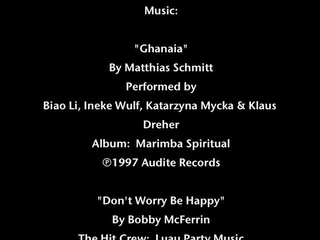 Music:
"Ghanaia"
By Matthias Schmitt
Performed by
Biao Li, Ineke Wulf, Katarzyna Mycka & Klaus
Dreher
Album: Marimba Spiritual
℗1997 Audite Records
"Don't Worry Be Happy"
By Bobby McFerrin
The Hit Crew: Luau Party Music